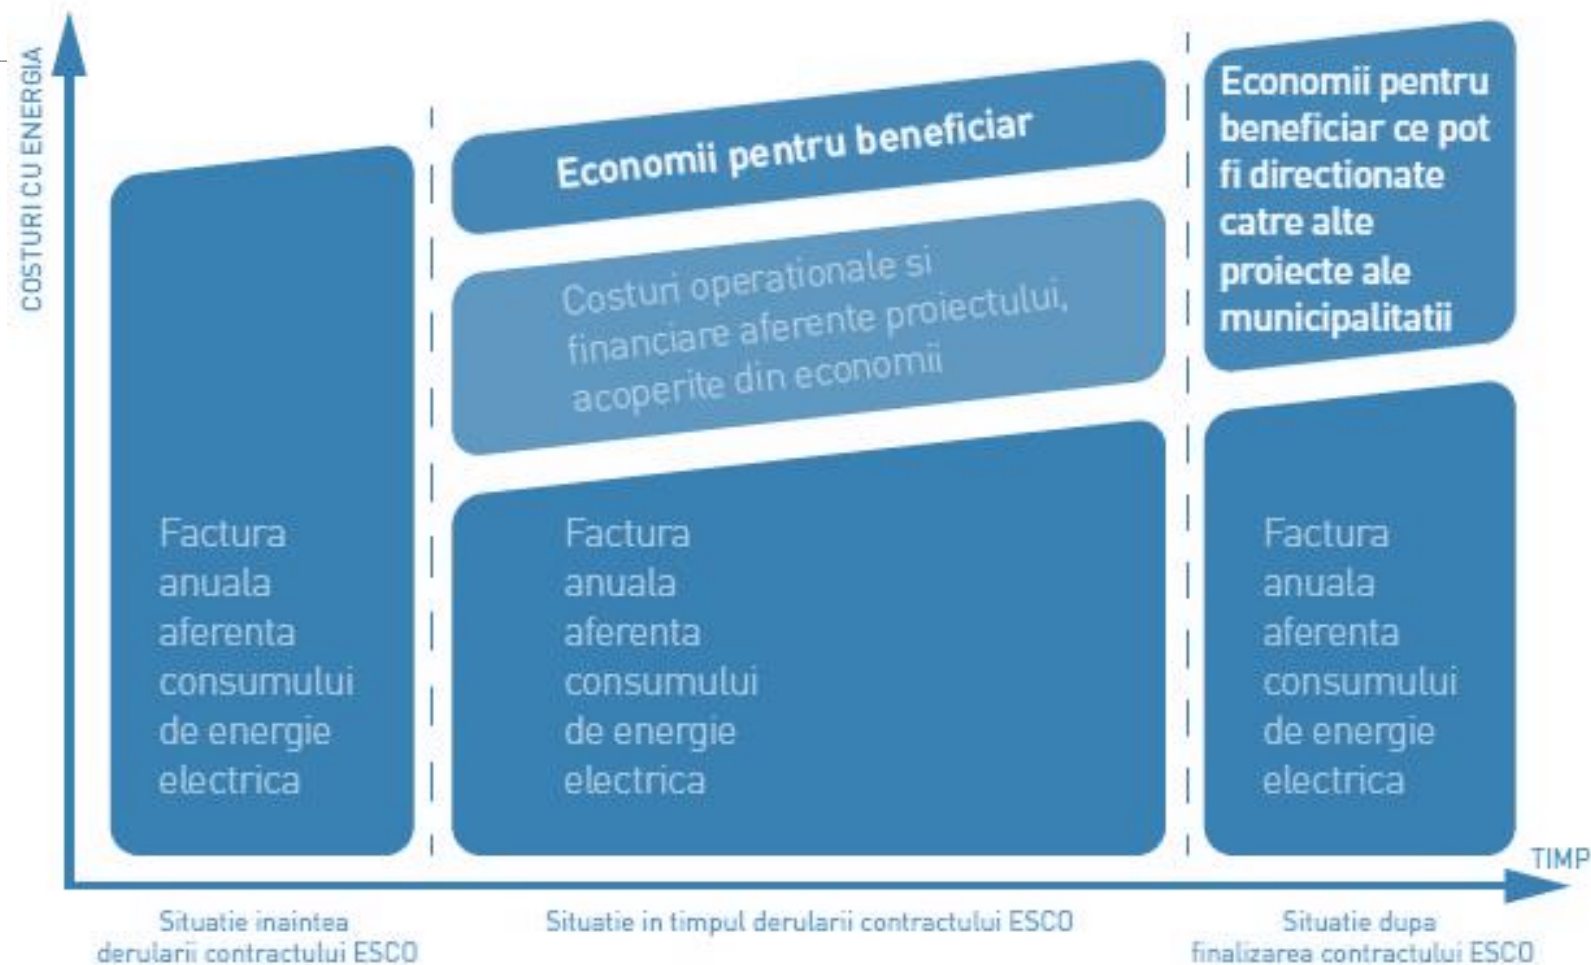 COSTURI CU ENERGIA
Factura
anuala
aferenta
consumului
de energie
electrica
Economii pentru beneficiar
Costuri operationale si
financiare aferente proiectului,
acoperite din economii
Factura
anuala
aferenta
consumului
de energie
electrica
Economii pentru
beneficiar ce pot
fi directionate
catre alte
proiecte ale
municipalitatii
Factura
anuala
aferenta
consumului
de energie
electrica
TIMP
Situatie inaintea
derularii contractului ESCO
Situatie in timpul derularii contractului ESCO
Situatie dupa
finalizarea contractului ESCO